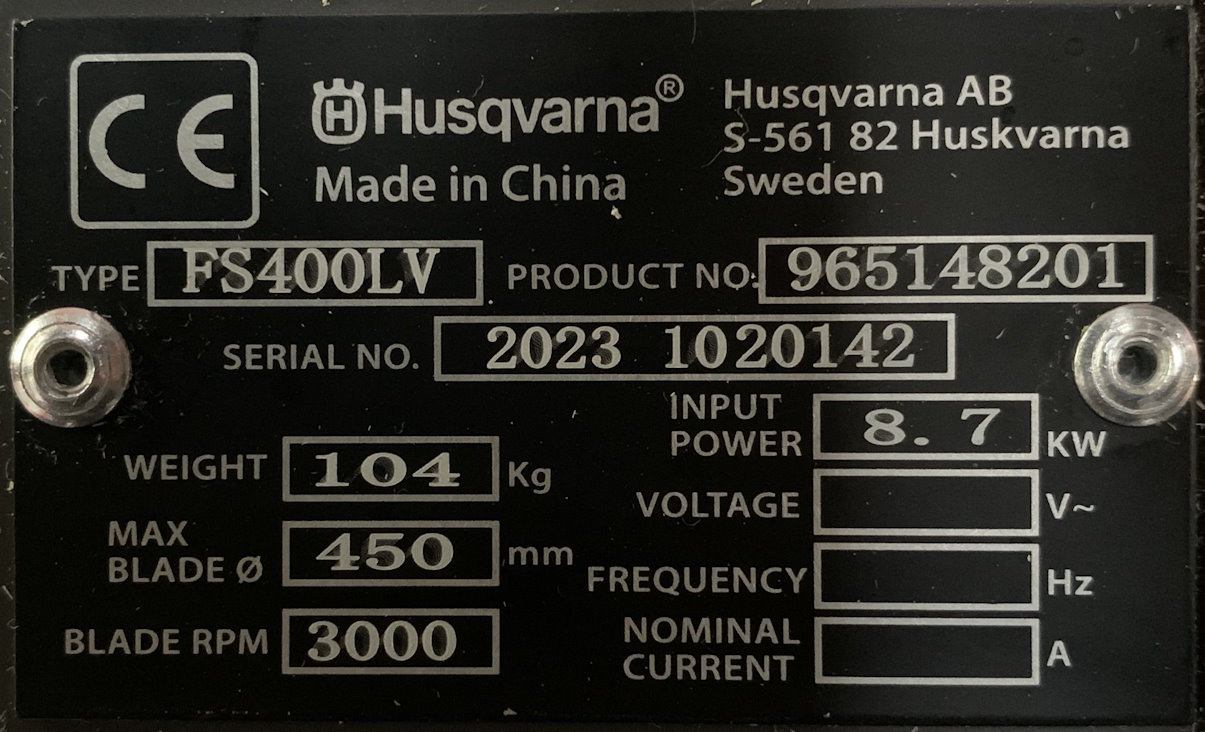 CE
Husqvarna®
Made in China
Husqvarna AB
S-561 82 Huskvarna
Sweden
TYPE FS400LV PRODUCT NO: 965148201
SERIAL NO. 2023 1020142
WEIGHT 104 Kg
MAX
BLADE Ø 450 mm
BLADE RPM 3000
INPUT
POWER 8.7 KW
VOLTAGE V~
FREQUENCY Hz
NOMINAL
CURRENT A